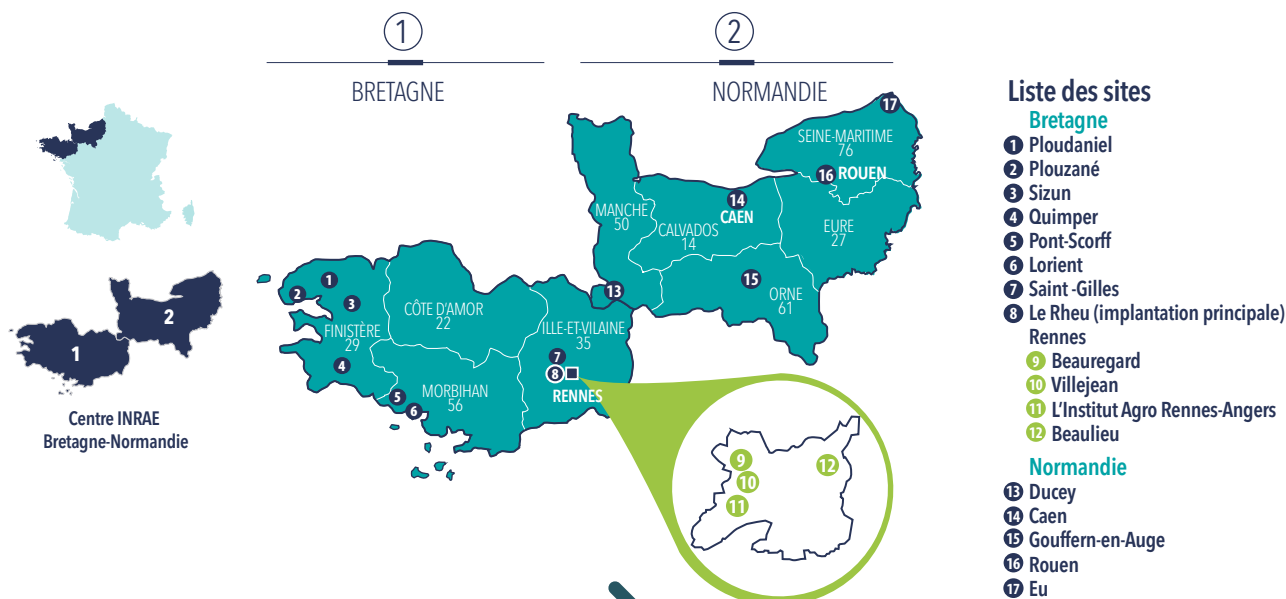 1
2
BRETAGNE
NORMANDIE
17
SEINE-MARITIME
76
16 ROUEN
14
CAEN
MANCHE
50
CALVADOS
14
EURE
27
15
ORNE
61
13
1
2
3
CÔTE D'AMOR
22
FINISTÈRE
29
ILLE-ET-VILAINE
35
4
7
8
RENNES
MORBIHAN
56
5
6
9
10
11
12
2
1
Centre INRAE
Bretagne-Normandie
Liste des sites
Bretagne
1 Ploudaniel
2 Plouzané
3 Sizun
4 Quimper
5 Pont-Scorff
6 Lorient
7 Saint -Gilles
8 Le Rheu (implantation principale)
Rennes
9 Beauregard
10 Villejean
11 L'Institut Agro Rennes-Angers
12 Beaulieu
Normandie
13 Ducey
14 Caen
15 Gouffern-en-Auge
16 Rouen
17 Eu